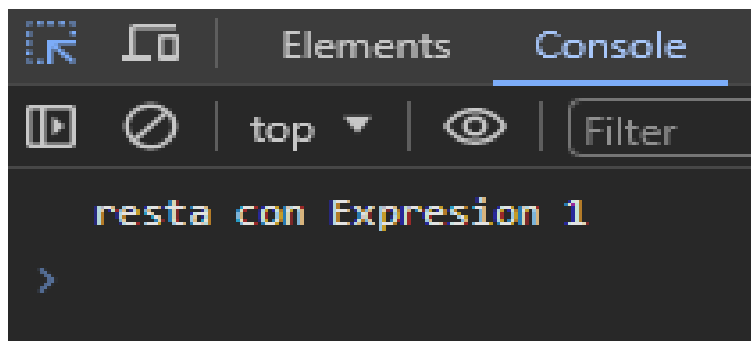 Elements Console
top Filter
resta con Expresion 1